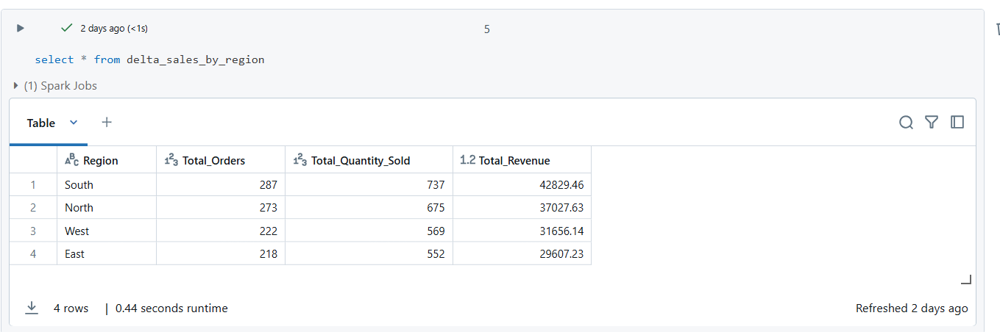 2 days ago (<1s)
5
select * from delta_sales_by_region
(1) Spark Jobs
Table
Region Total_Orders Total_Quantity_Sold 1.2 Total_Revenue
1 South 287 737 42829.46
2 North 273 675 37027.63
3 West 222 569 31656.14
4 East 218 552 29607.23
4 rows | 0.44 seconds runtime
Refreshed 2 days ago